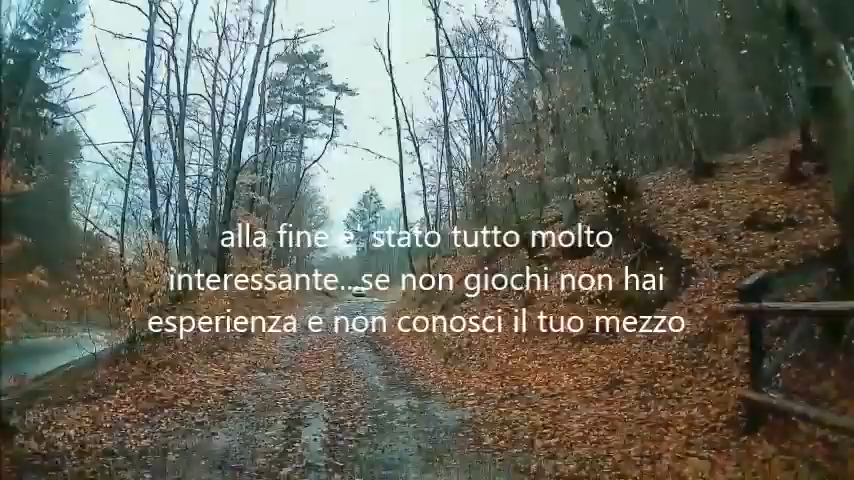 alla fine e' stato tutto molto
interessante...se non giochi non hai
esperienza e non conosci il tuo mezzo